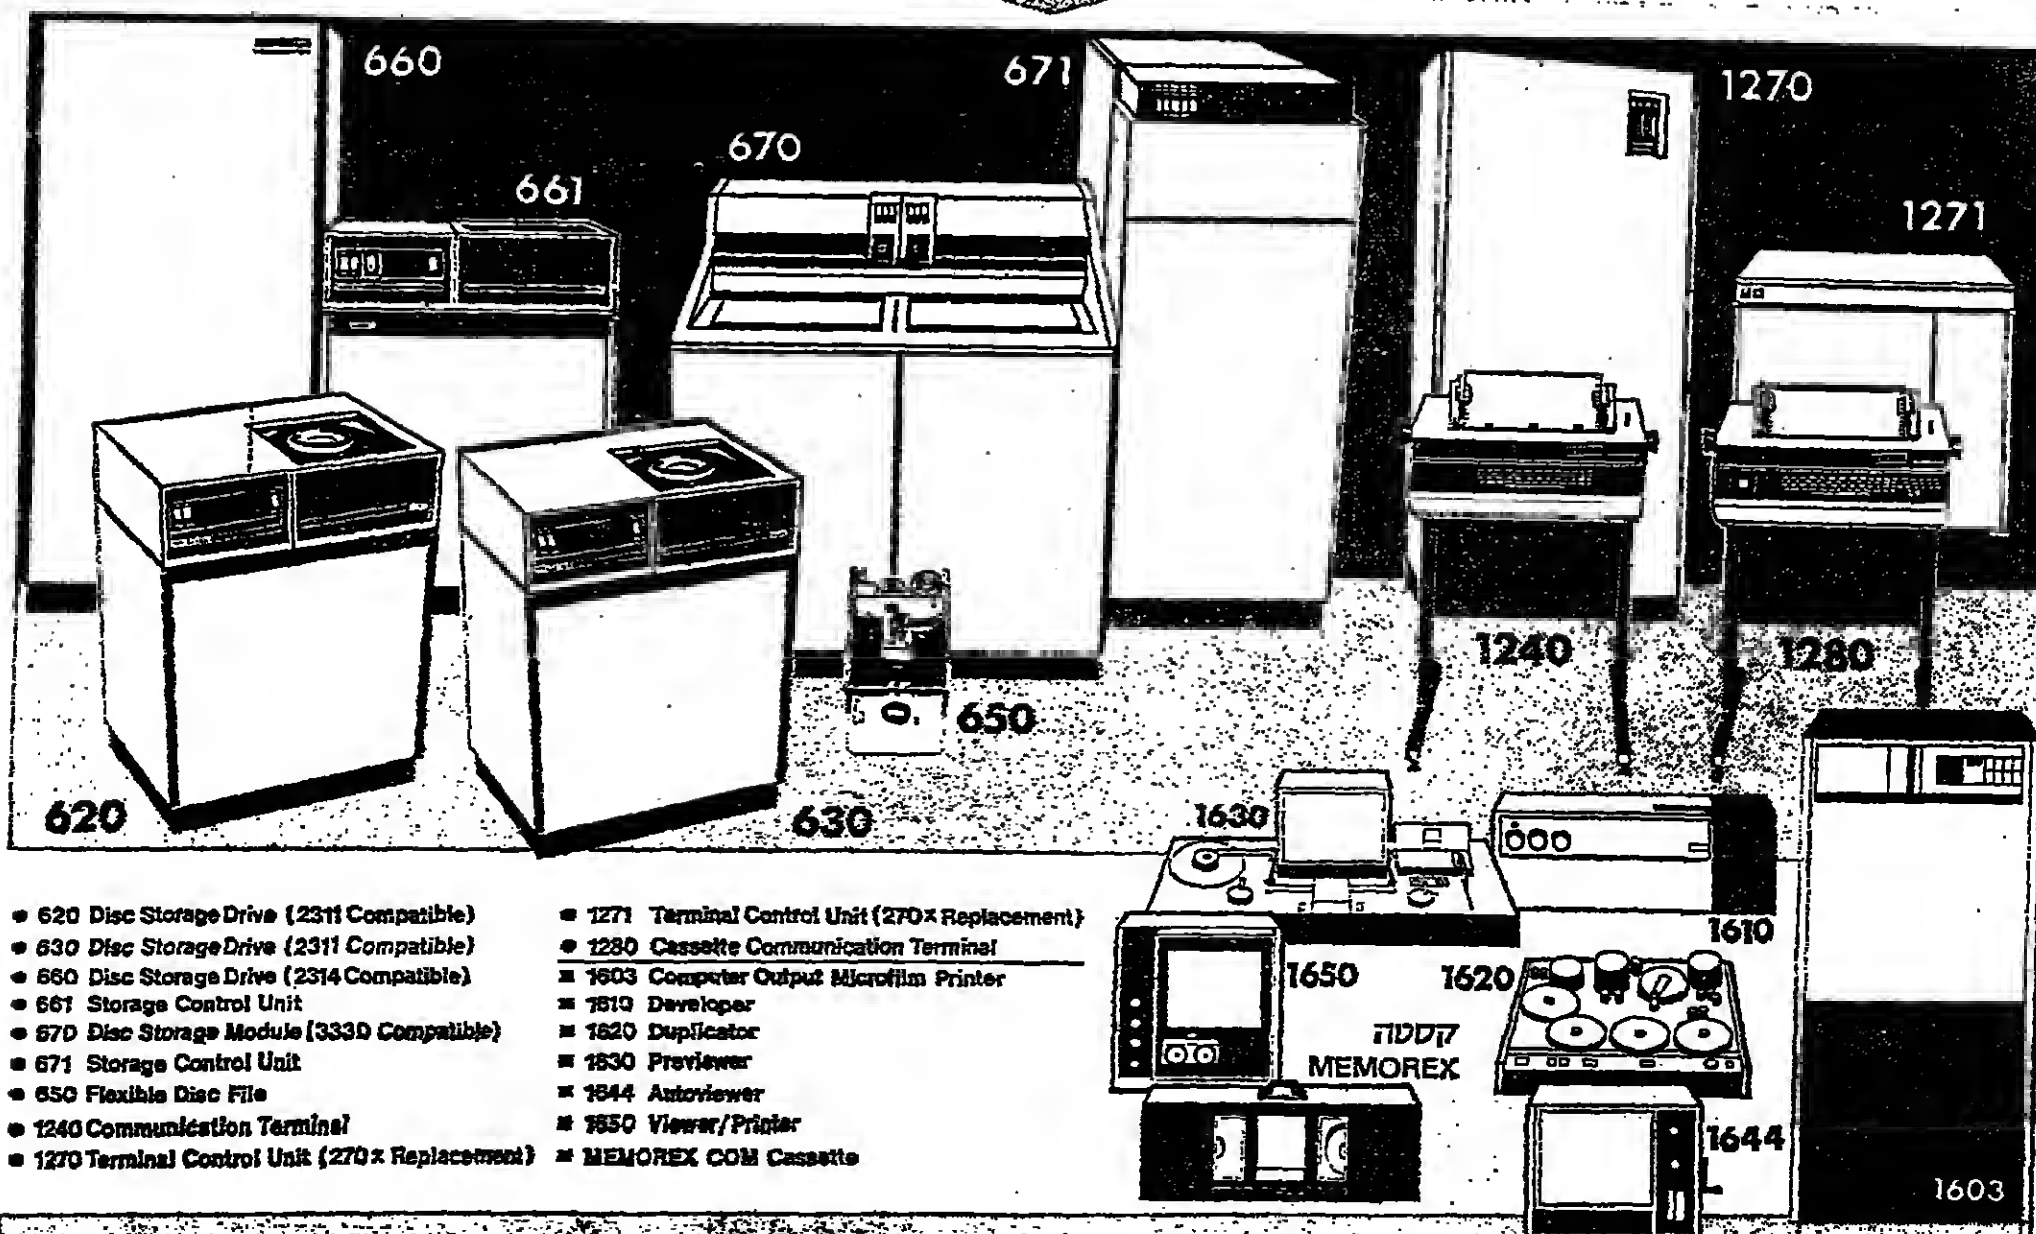 660
671
1270
670
661
1271
1240
1280
650
620
630
1630
1610
1650
1620
קסטה
MEMOREX
1644
1603
620 Disc Storage Drive (2311 Compatible)
630 Disc Storage Drive (2311 Compatible)
660 Disc Storage Drive (2314 Compatible)
661 Storage Control Unit
670 Disc Storage Module (3330 Compatible)
671 Storage Control Unit
650 Flexible Disc File
1240 Communication Terminal
1270 Terminal Control Unit (270x Replacement)
1271 Terminal Control Unit (270x Replacement)
1280 Cassette Communication Terminal
1603 Computer Output Microfilm Printer
1610 Developer
1620 Duplicator
1630 Previewer
1644 Autoviewer
1650 Viewer/Printer
MEMOREX COM Cassette